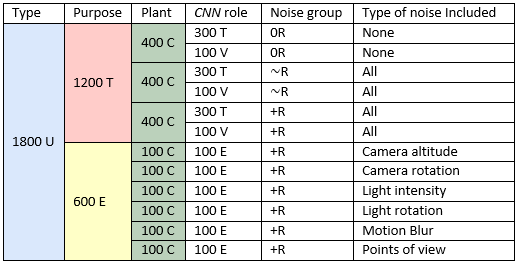 Type Purpose Plant CNN role Noise group Type of noise Included
1800 U 1200 T 400 C 300 T 0R None
100 V 0R None
400 C 300 T ~R All
100 V ~R All
400 C 300 T +R All
100 V +R All
600 E 100 C 100 E +R Camera altitude
100 C 100 E +R Camera rotation
100 C 100 E +R Light intensity
100 C 100 E +R Light rotation
100 C 100 E +R Motion Blur
100 C 100 E +R Points of view